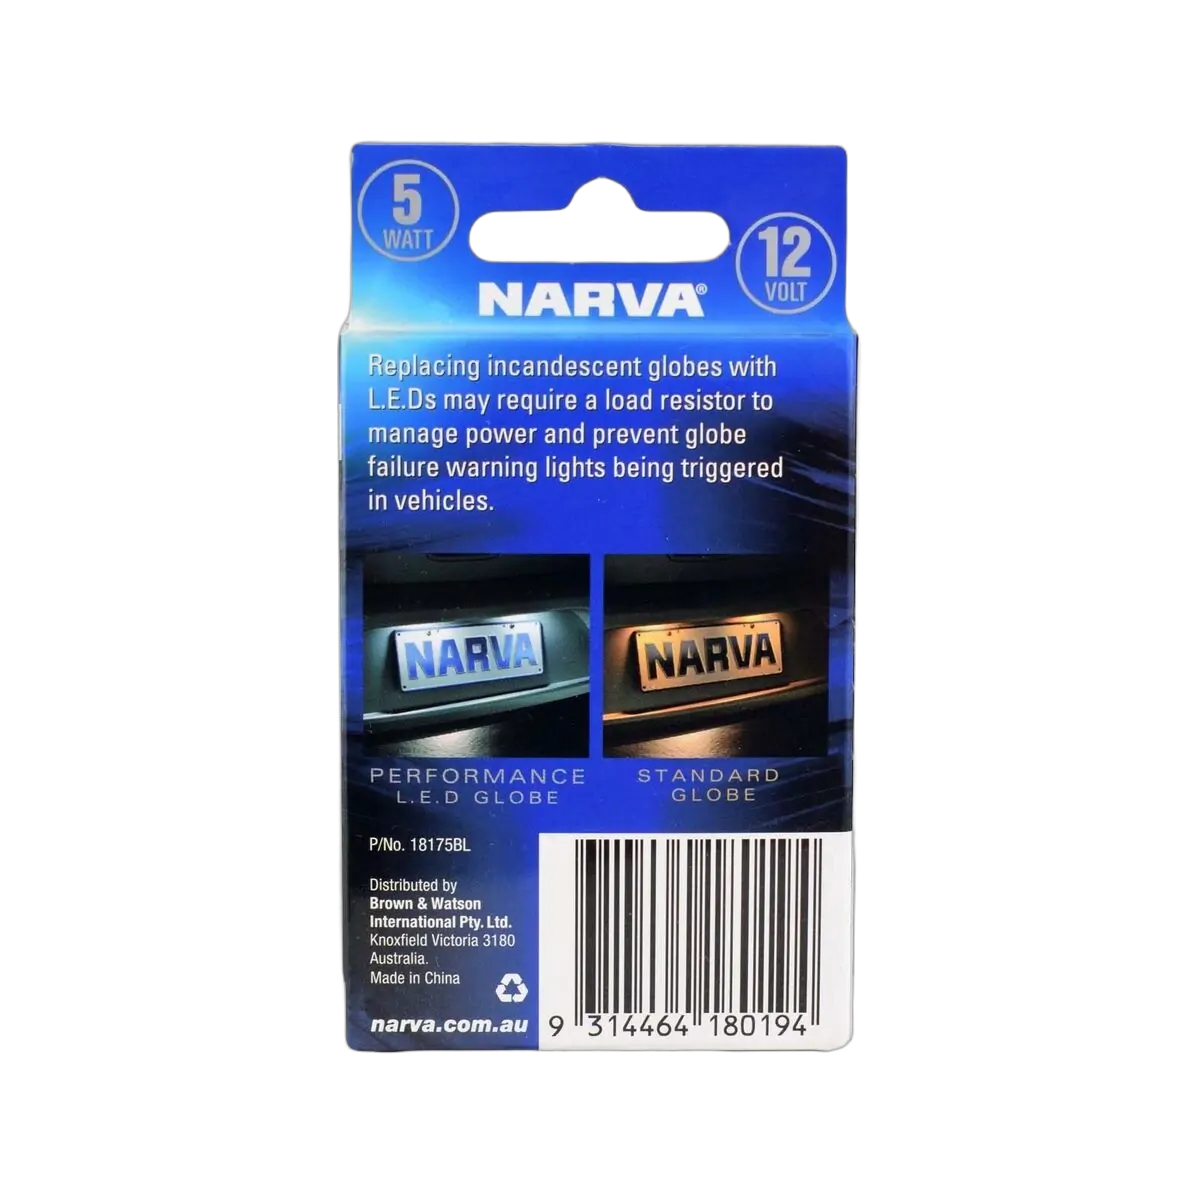 5
WATT
12
VOLT
NARVA®
Replacing incandescent globes with
L.E.Ds may require a load resistor to
manage power and prevent globe
failure warning lights being triggered
in vehicles.
NARVA
NARVA
PERFORMANCE
L.E.D GLOBE
STANDARD
GLOBE
P/No. 18175BL
Distributed by
Brown & Watson
International Pty. Ltd.
Knoxfield Victoria 3180
Australia.
Made in China
narva.com.au
9 314464 180194